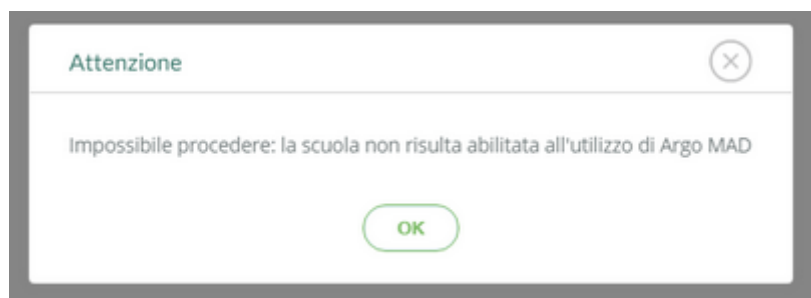 Attenzione
Impossibile procedere: la scuola non risulta abilitata all'utilizzo di Argo MAD
OK